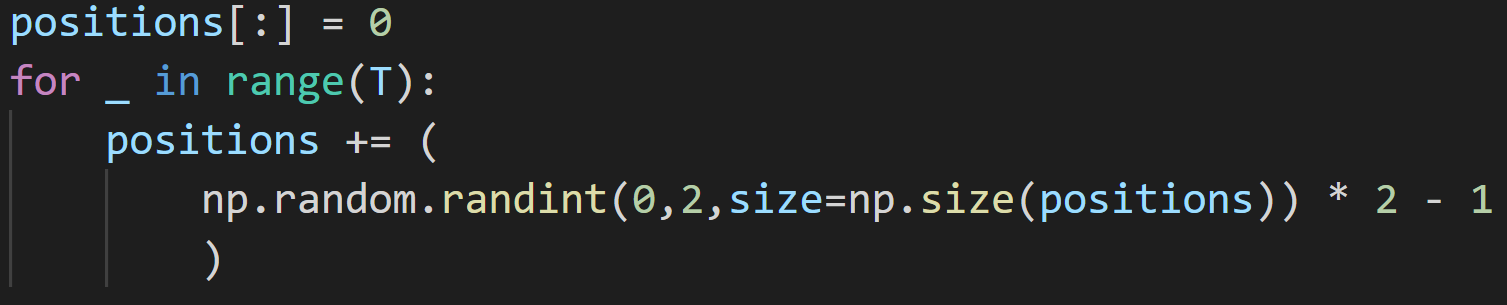 positions[:] = 0
for _ in range(T):
    positions += (
        np.random.randint(0,2,size=np.size(positions)) * 2 - 1
        )